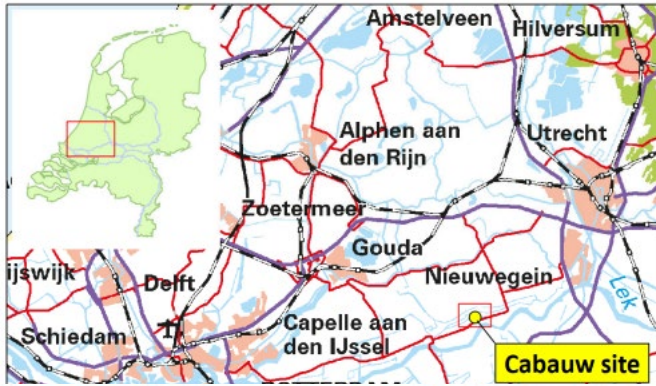 Amstelveen
Hilversum
Alphen aan
den Rijn
Utrecht
Zoetermeer
Gouda
ijswijk
Delft
Nieuwegein
Lek
Schiedam
Capelle aan
den IJssel
Cabauw site
ROTTERDAM